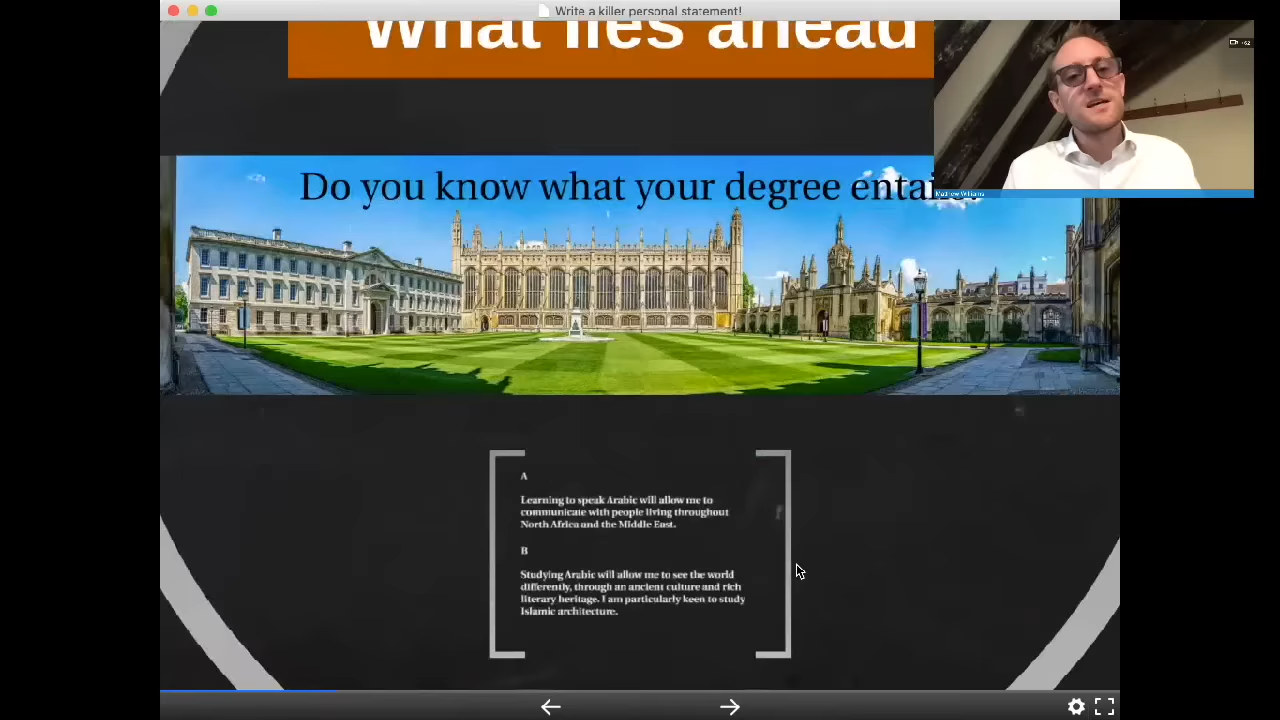 Write a killer personal statement!
What lies ahead
Do you know what your degree entails?
Matthew Williams
A
Learning to speak Arabic will allow me to
communicate with people living throughout
North Africa and the Middle East.
B
Studying Arabic will allow me to see the world
differently, through an ancient culture and rich
literary heritage. I am particularly keen to study
Islamic architecture.